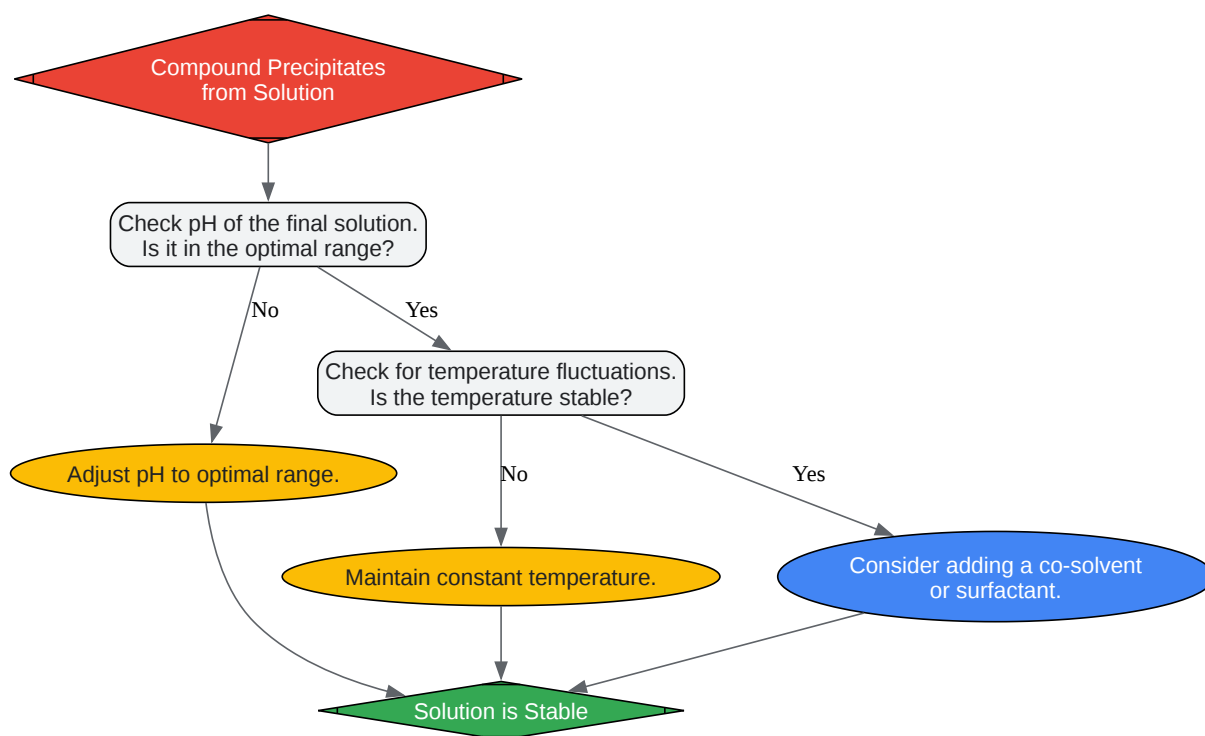 Compound Precipitates
from Solution
Check pH of the final solution.
Is it in the optimal range?
No
Yes
Check for temperature fluctuations.
Is the temperature stable?
Adjust pH to optimal range.
No
Yes
Maintain constant temperature.
Consider adding a co-solvent
or surfactant.
Solution is Stable